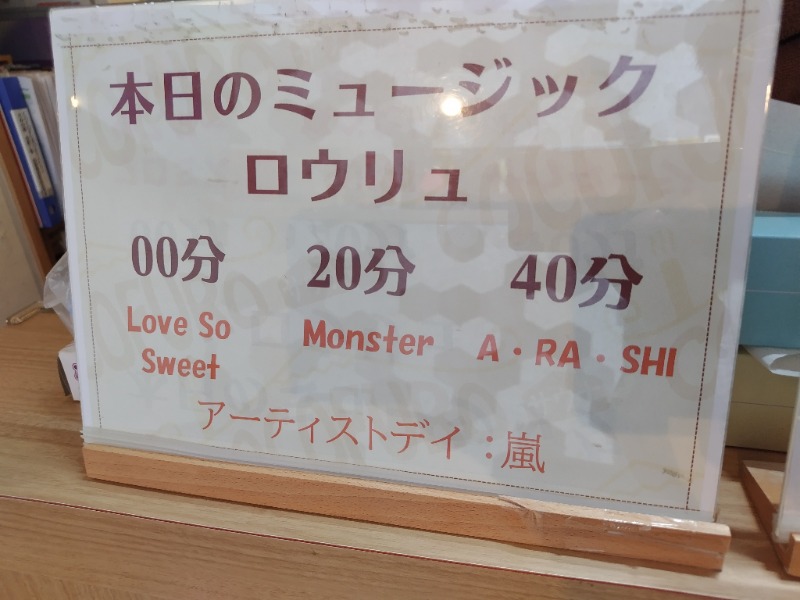 本日のミュージック
ロウリュ
00分 20分 40分
Love So Sweet
Monster
A・RA・SHI
アーティストデイ：嵐